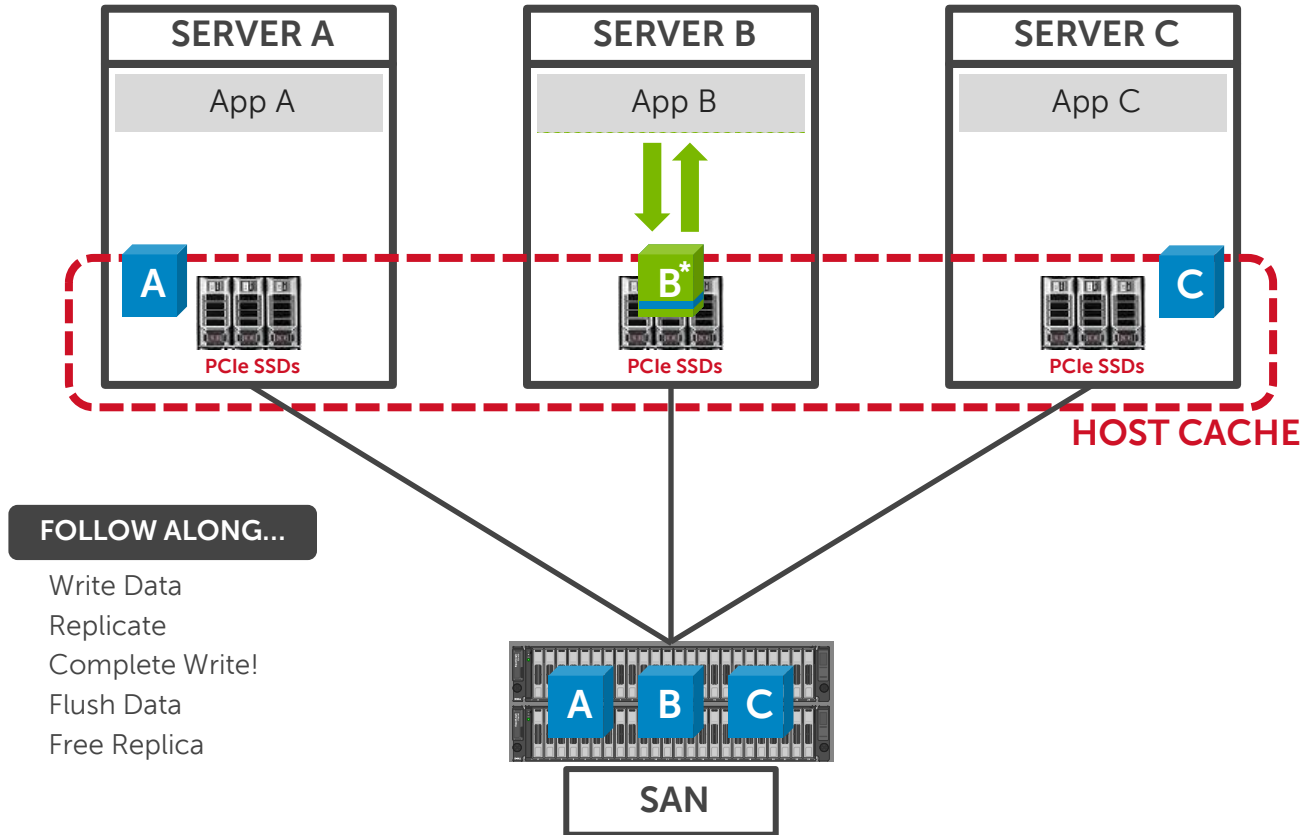 SERVER A
SERVER B
SERVER C
App A
App B
App C
A
B*
C
PCIe SSDs
PCIe SSDs
PCIe SSDs
HOST CACHE
FOLLOW ALONG...
Write Data
Replicate
Complete Write!
Flush Data
Free Replica
A
B
C
SAN